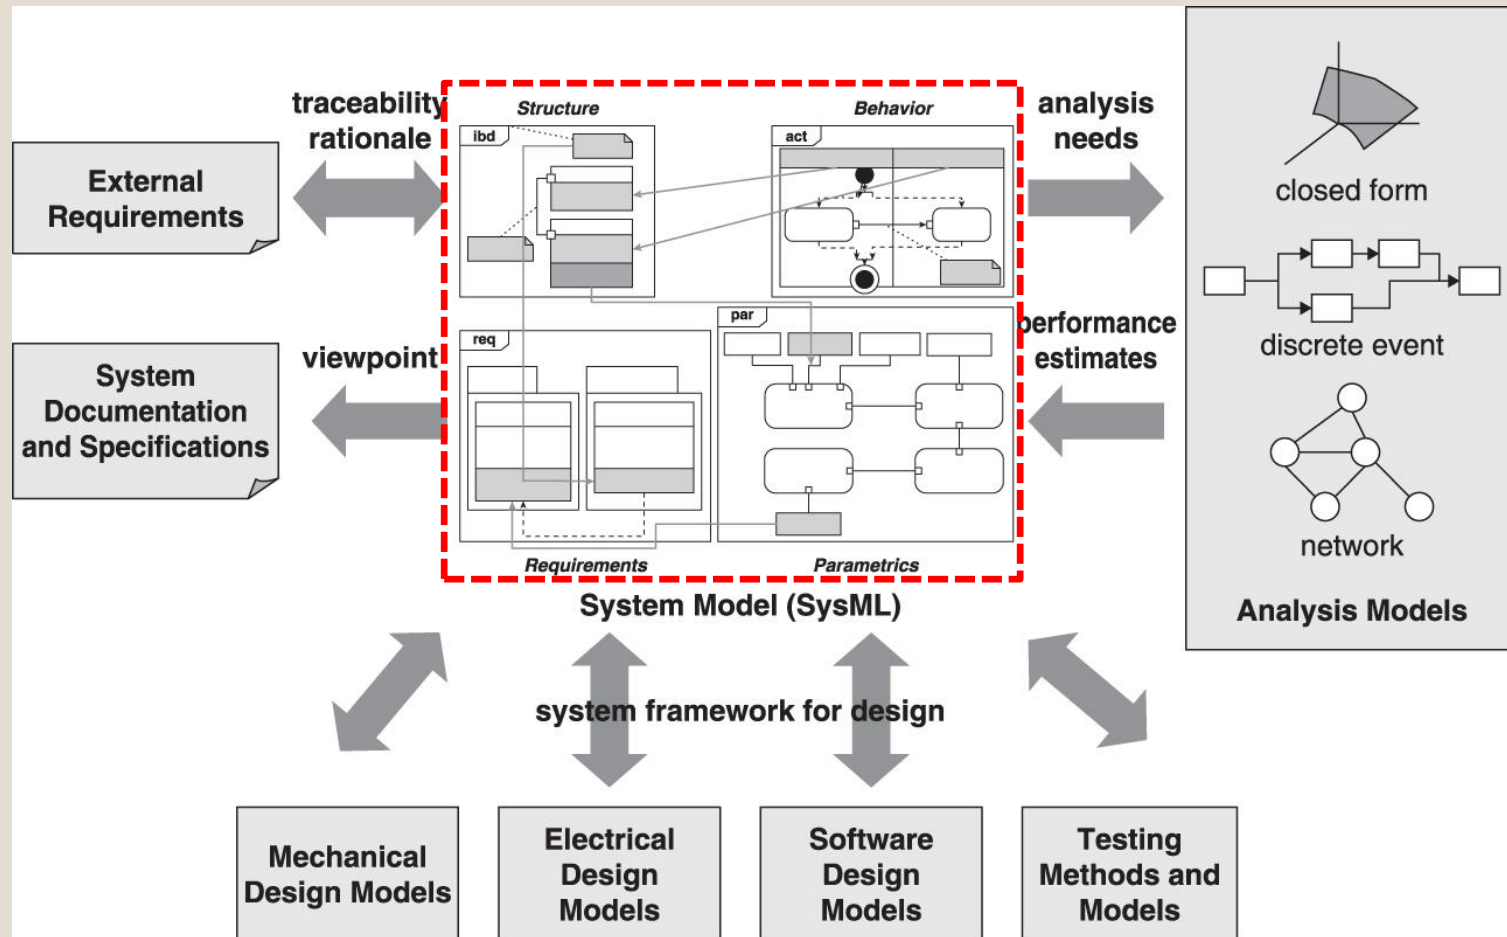 traceability
rationale
Structure
Behavior
analysis
needs
ibd
act
External
Requirements
closed form
par
performance
estimates
req
viewpoint
discrete event
System
Documentation
and Specifications
network
Requirements
Parametrics
System Model (SysML)
Analysis Models
system framework for design
Mechanical
Design Models
Electrical
Design
Models
Software
Design
Models
Testing
Methods and
Models